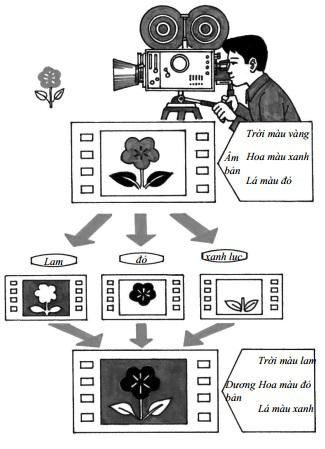 Trời màu vàng
Âm bản
Hoa màu xanh
Lá màu đỏ
Lam
đỏ
xanh lục
Trời màu lam
Dương bản
Hoa màu đỏ
Lá màu xanh